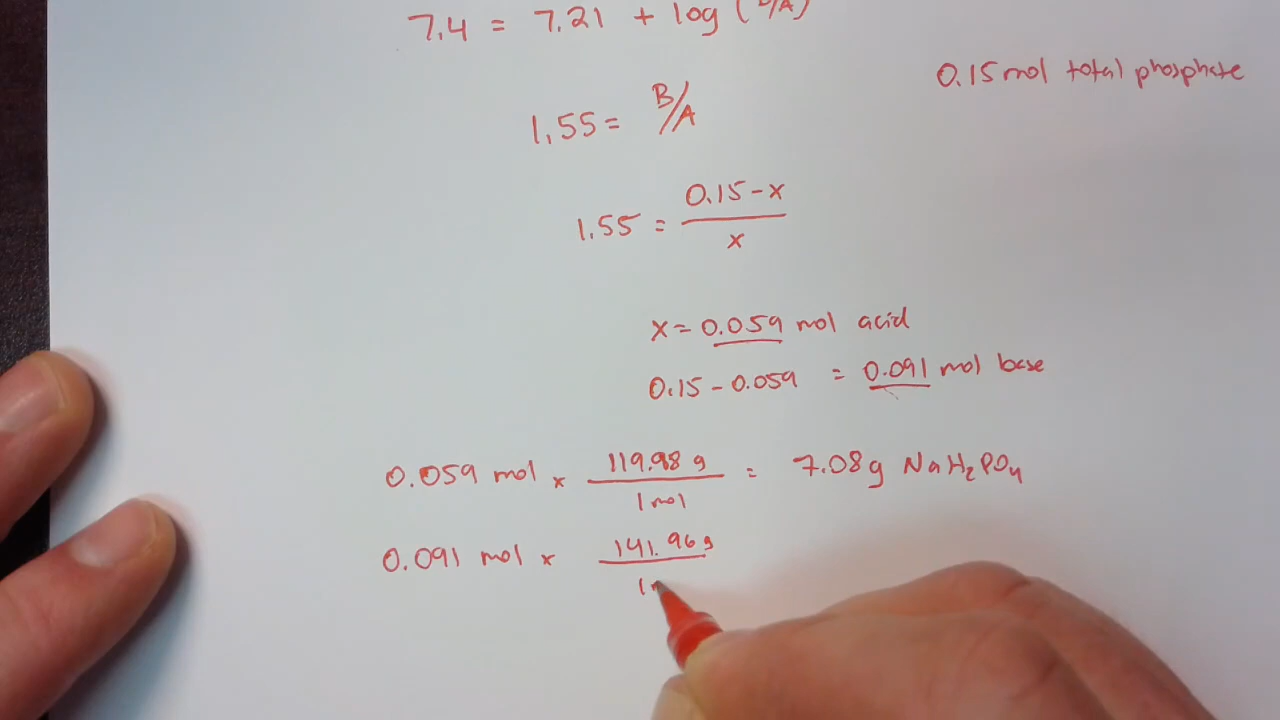 7.4 = 7.21 + log (B/A)
0.15 mol total phosphate
1.55 = B/A
1.55 = 0.15 - x
x
x = 0.059 mol acid
0.15 - 0.059 = 0.091 mol base
0.059 mol x 119.98 g = 7.08 g NaH₂PO₄
1 mol
0.091 mol x 141.96 g
1